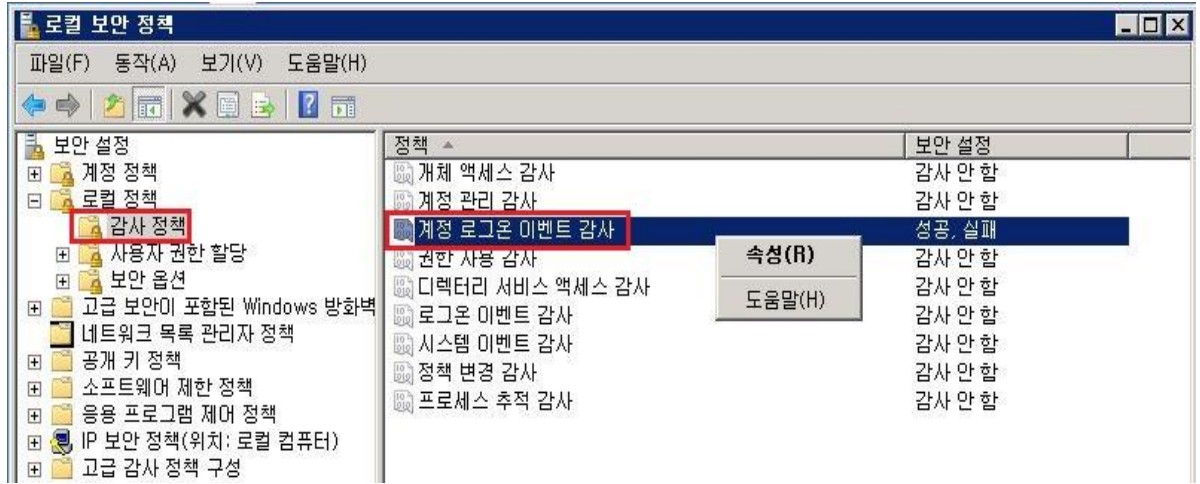 로컬 보안 정책
파일(F) 동작(A) 보기(V) 도움말(H)
보안 설정
계정 정책
로컬 정책
감사 정책
사용자 권한 할당
보안 옵션
고급 보안이 포함된 Windows 방화벽
네트워크 목록 관리자 정책
공개 키 정책
소프트웨어 제한 정책
응용 프로그램 제어 정책
IP 보안 정책(위치: 로컬 컴퓨터)
고급 감사 정책 구성
정책 보안 설정
개체 액세스 감사 감사 안 함
계정 관리 감사 감사 안 함
계정 로그온 이벤트 감사 성공, 실패
권한 사용 감사 감사 안 함
디렉터리 서비스 액세스 감사 감사 안 함
로그온 이벤트 감사 감사 안 함
시스템 이벤트 감사 감사 안 함
정책 변경 감사 감사 안 함
프로세스 추적 감사 감사 안 함
속성(R)
도움말(H)